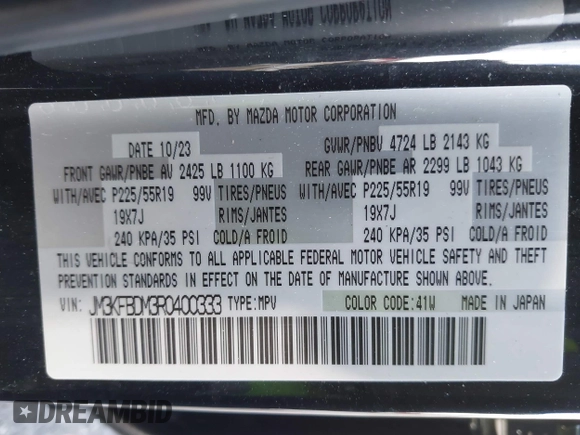 MFD. BY MAZDA MOTOR CORPORATION
DATE 10/23 GVWR/PNBV 4724 LB 2143 KG
FRONT GAWR/PNBE AV 2425 LB 1100 KG REAR GAWR/PNBE AR 2299 LB 1043 KG
WITH/AVEC P225/55R19 99V TIRES/PNEUS WITH/AVEC P225/55R19 99V TIRES/PNEUS
19X7J RIMS/JANTES 19X7J RIMS/JANTES
240 KPA/35 PSI COLD/A FROID 240 KPA/35 PSI COLD/A FROID
THIS VEHICLE CONFORMS TO ALL APPLICABLE FEDERAL MOTOR VEHICLE SAFETY AND THEFT
PREVENTION STANDARDS IN EFFECT ON THE DATE OF MANUFACTURE SHOWN ABOVE.
VIN: JM3KFBDM3R0400333 TYPE:MPV COLOR CODE:41W MADE IN JAPAN
DREAMBID